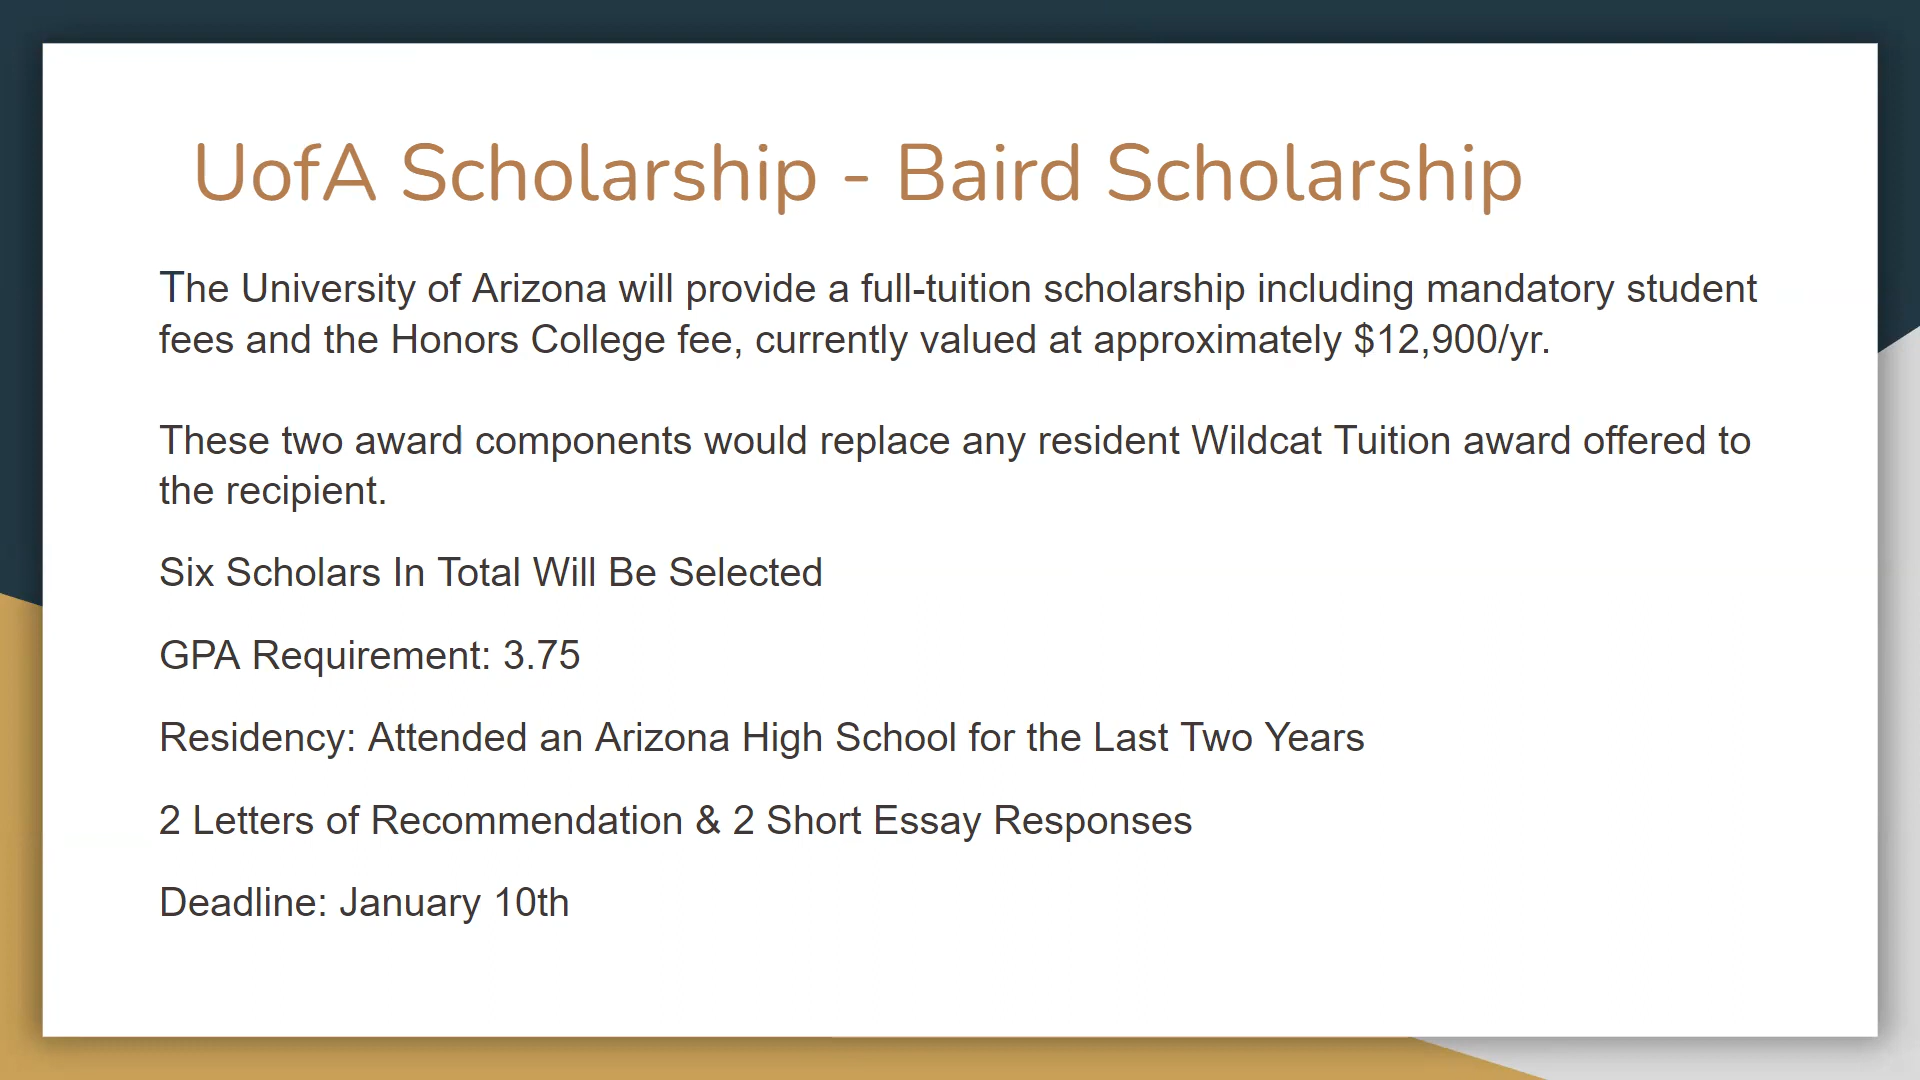 UofA Scholarship - Baird Scholarship
The University of Arizona will provide a full-tuition scholarship including mandatory student
fees and the Honors College fee, currently valued at approximately $12,900/yr.
These two award components would replace any resident Wildcat Tuition award offered to
the recipient.
Six Scholars In Total Will Be Selected
GPA Requirement: 3.75
Residency: Attended an Arizona High School for the Last Two Years
2 Letters of Recommendation & 2 Short Essay Responses
Deadline: January 10th